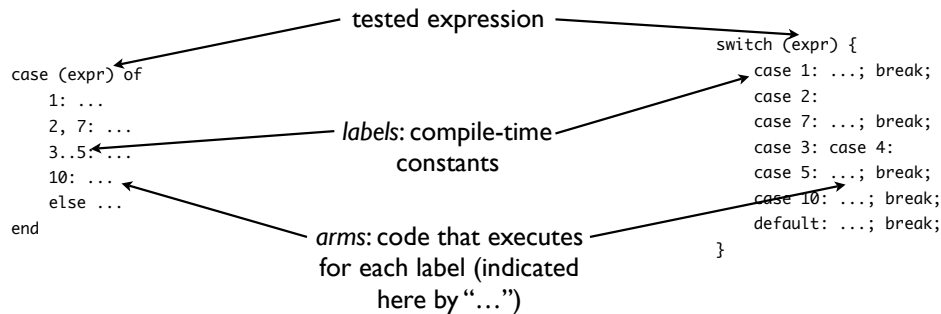 tested expression
case (expr) of
1: ...
2, 7: ...
3..5: ...
10: ...
else ...
end
labels: compile-time
constants
arms: code that executes
for each label (indicated
here by “...”)
switch (expr) {
case 1: ...; break;
case 2:
case 7: ...; break;
case 3: case 4:
case 5: ...; break;
case 10: ...; break;
default: ...; break;
}